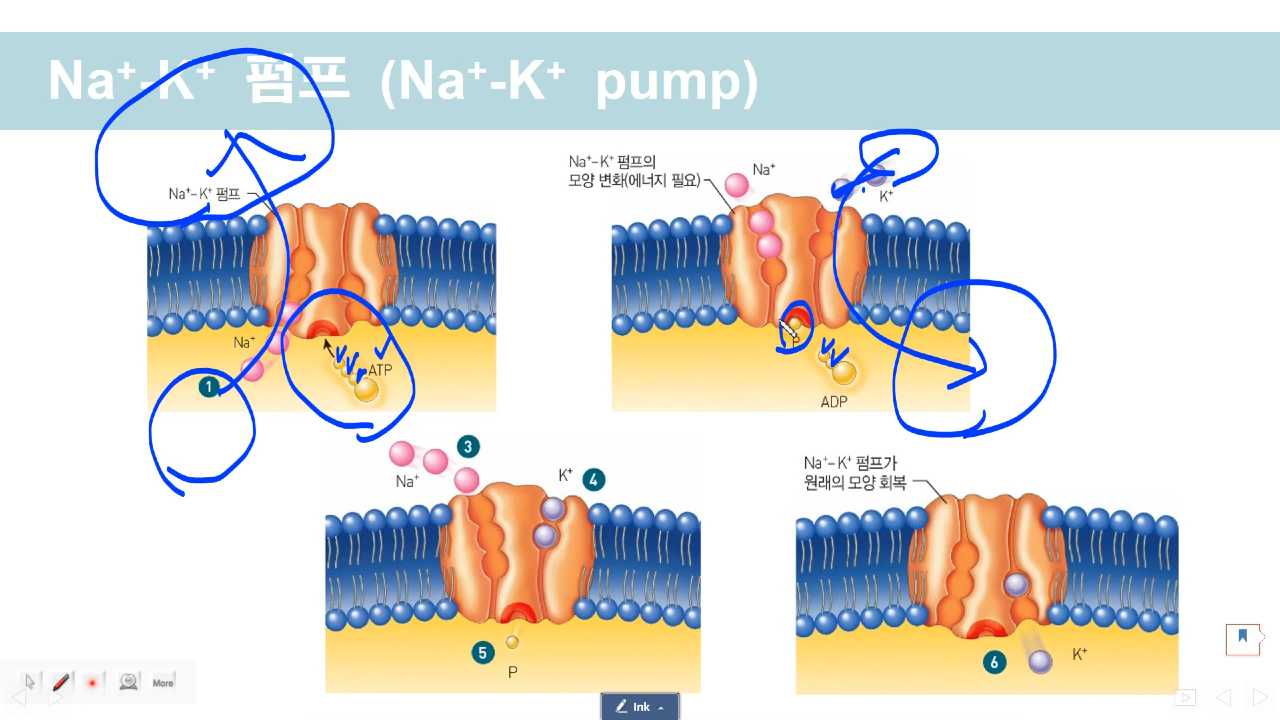 Na⁺-K⁺ 펌프 (Na⁺-K⁺ pump)
Na⁺–K⁺ 펌프
Na⁺
1
ATP
Na⁺–K⁺ 펌프의
모양 변화(에너지 필요)
Na⁺
K⁺
P
ADP
3
Na⁺
K⁺
4
5
P
Na⁺–K⁺ 펌프가
원래의 모양 회복
6
K⁺
More
Ink